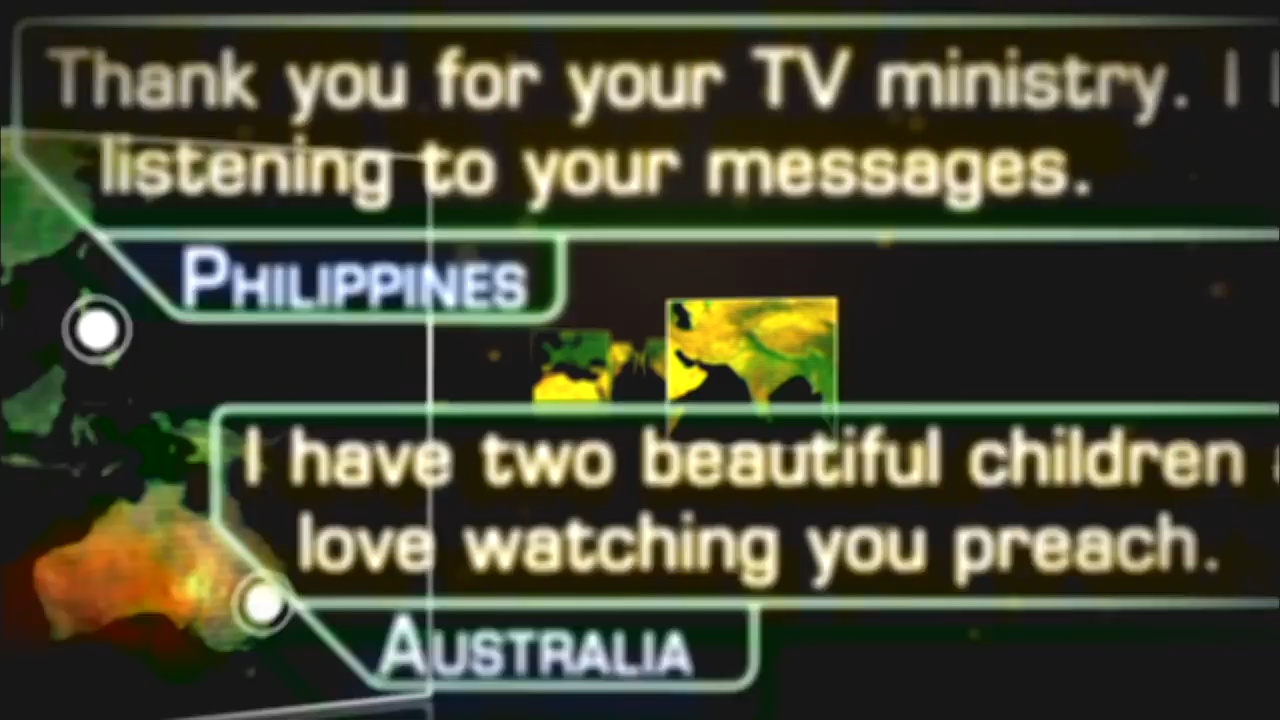 Thank you for your TV ministry. I
listening to your messages.
PHILIPPINES
I have two beautiful children
love watching you preach.
AUSTRALIA